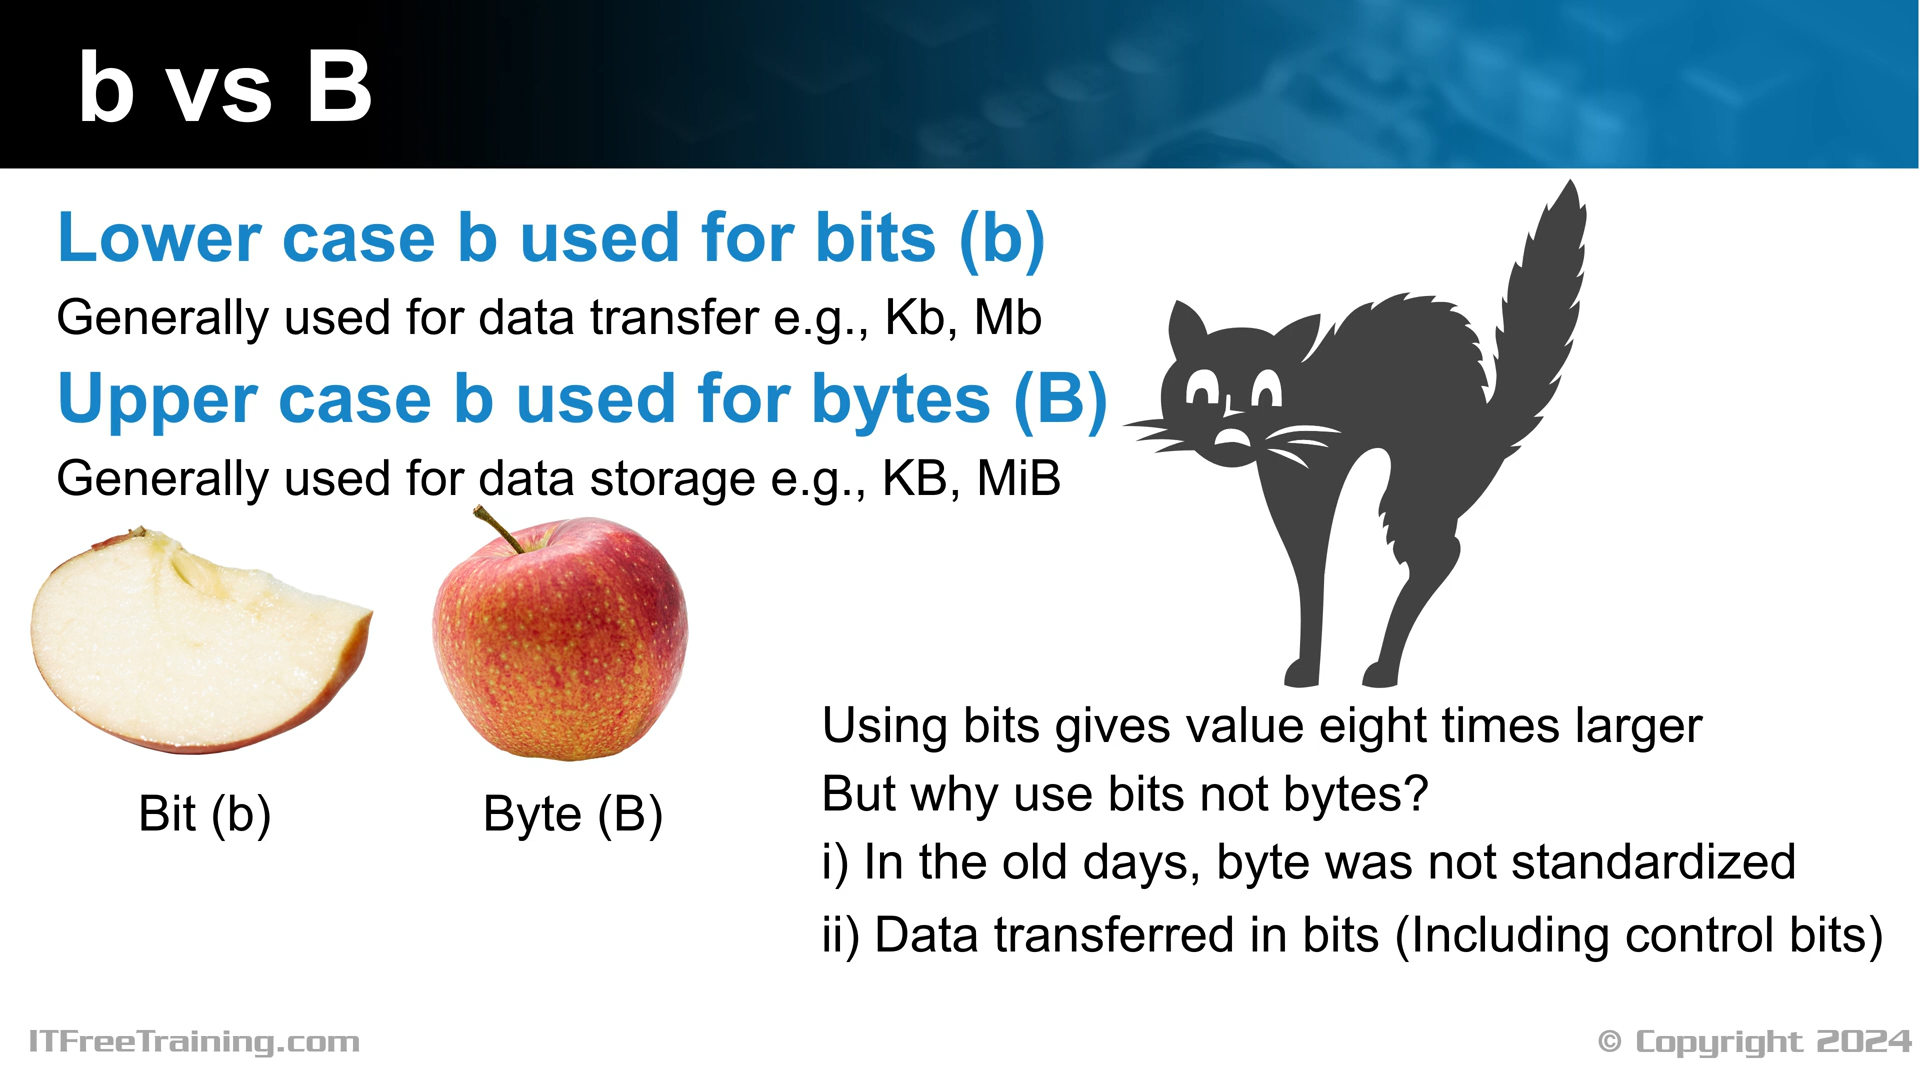 b vs B
Lower case b used for bits (b)
Generally used for data transfer e.g., Kb, Mb
Upper case b used for bytes (B)
Generally used for data storage e.g., KB, MiB
Bit (b)
Byte (B)
Using bits gives value eight times larger
But why use bits not bytes?
i) In the old days, byte was not standardized
ii) Data transferred in bits (Including control bits)
ITFreeTraining.com
© Copyright 2024